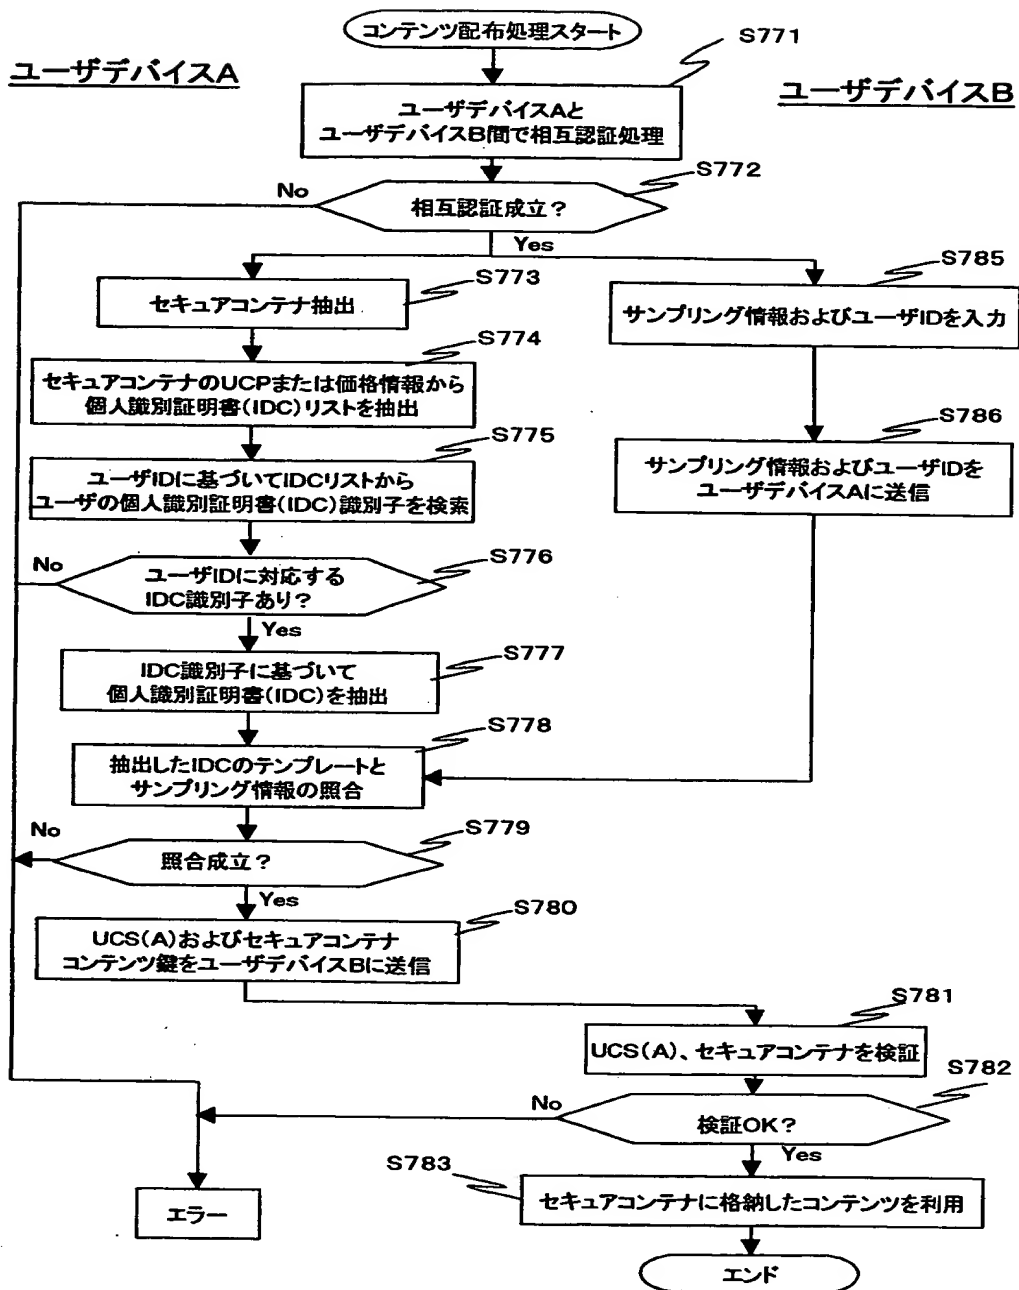 コンテンツ配布処理スタート
S771
ユーザデバイスA
ユーザデバイスB
ユーザデバイスAと
ユーザデバイスB間で相互認証処理
S772
No
相互認証成立？
Yes
S773
セキュアコンテナ抽出
S785
サンプリング情報およびユーザIDを入力
S774
セキュアコンテナのUCPまたは価格情報から
個人識別証明書(IDC)リストを抽出
S775
ユーザIDに基づいてIDCリストから
ユーザの個人識別証明書(IDC)識別子を検索
S786
サンプリング情報およびユーザIDを
ユーザデバイスAに送信
S776
No
ユーザIDに対応する
IDC識別子あり？
Yes
S777
IDC識別子に基づいて
個人識別証明書(IDC)を抽出
S778
抽出したIDCのテンプレートと
サンプリング情報の照合
S779
No
照合成立？
Yes
S780
UCS(A)およびセキュアコンテナ
コンテンツ鍵をユーザデバイスBに送信
S781
UCS(A)、セキュアコンテナを検証
S782
No
検証OK？
Yes
S783
セキュアコンテナに格納したコンテンツを利用
エラー
エンド